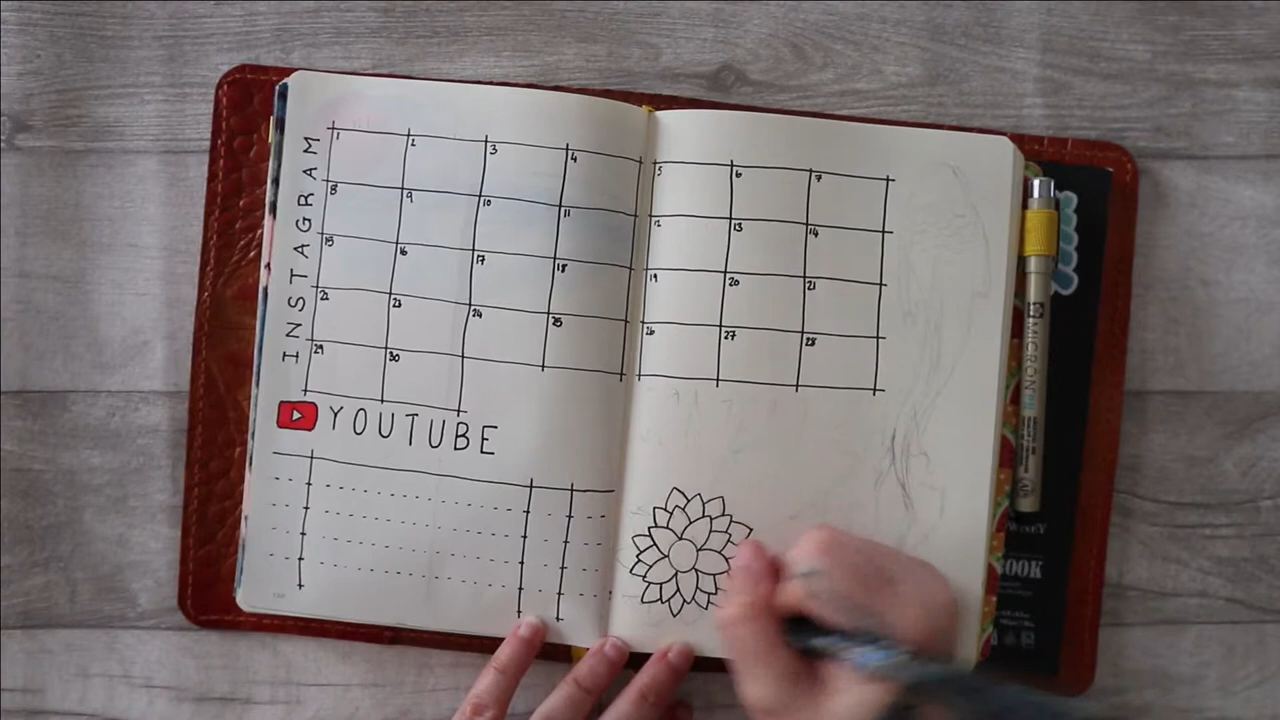 INSTAGRAM
1 2 3 4 5 6 7
8 9 10 11 12 13 14
15 16 17 18 19 20 21
22 23 24 25 26 27 28
29 30
YOUTUBE
MICRON
OOK